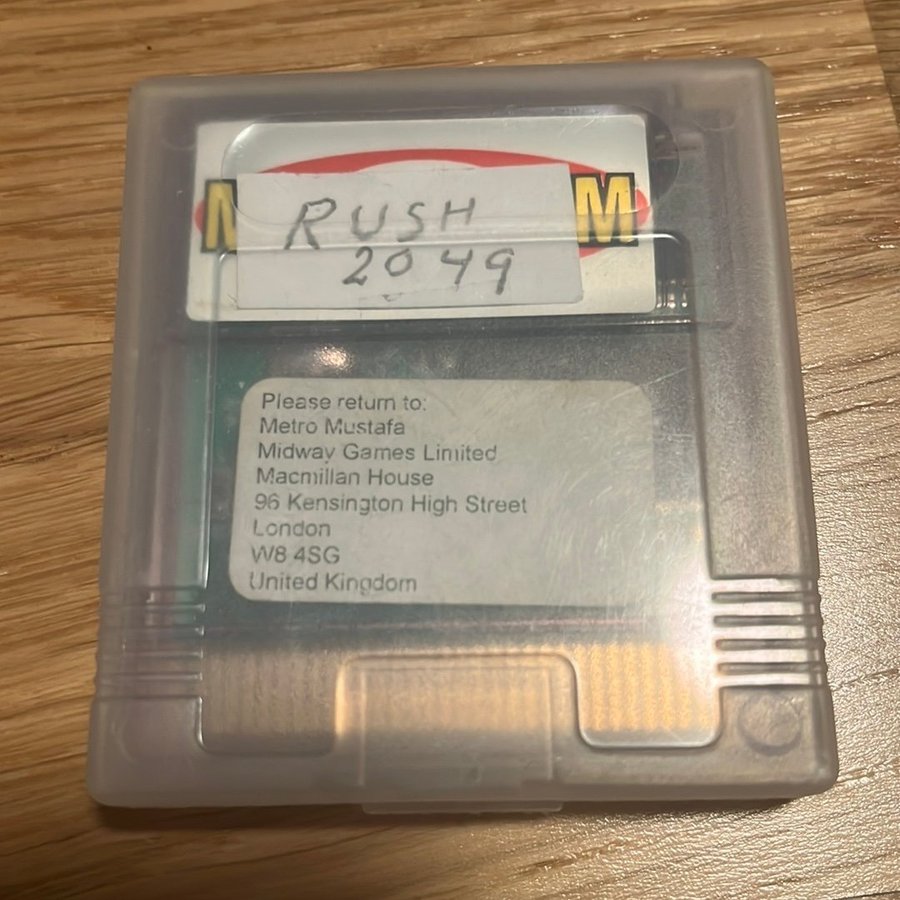 RUSH
2049
M
M
Please return to:
Metro Mustafa
Midway Games Limited
Macmillan House
96 Kensington High Street
London
W8 4SG
United Kingdom